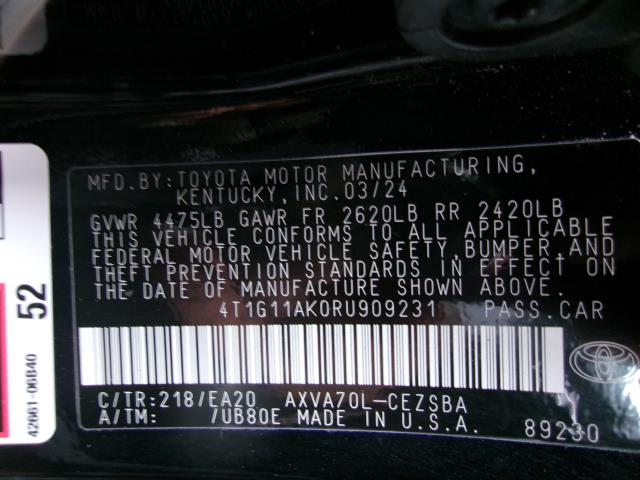 MFD.BY:TOYOTA MOTOR MANUFACTURING,
KENTUCKY,INC.03/24
GVWR 4475LB GAWR FR 2620LB RR 2420LB
THIS VEHICLE CONFORMS TO ALL APPLICABLE
FEDERAL MOTOR VEHICLE SAFETY,BUMPER,AND
THEFT PREVENTION STANDARDS IN EFFECT ON
THE DATE OF MANUFACTURE SHOWN ABOVE.
4T1G11AK0RU909231 PASS.CAR
C/TR:218/EA20 AXVA70L-CEZSBA
A/TM: /UB80E MADE IN U.S.A.
89230
52
42661-06B40